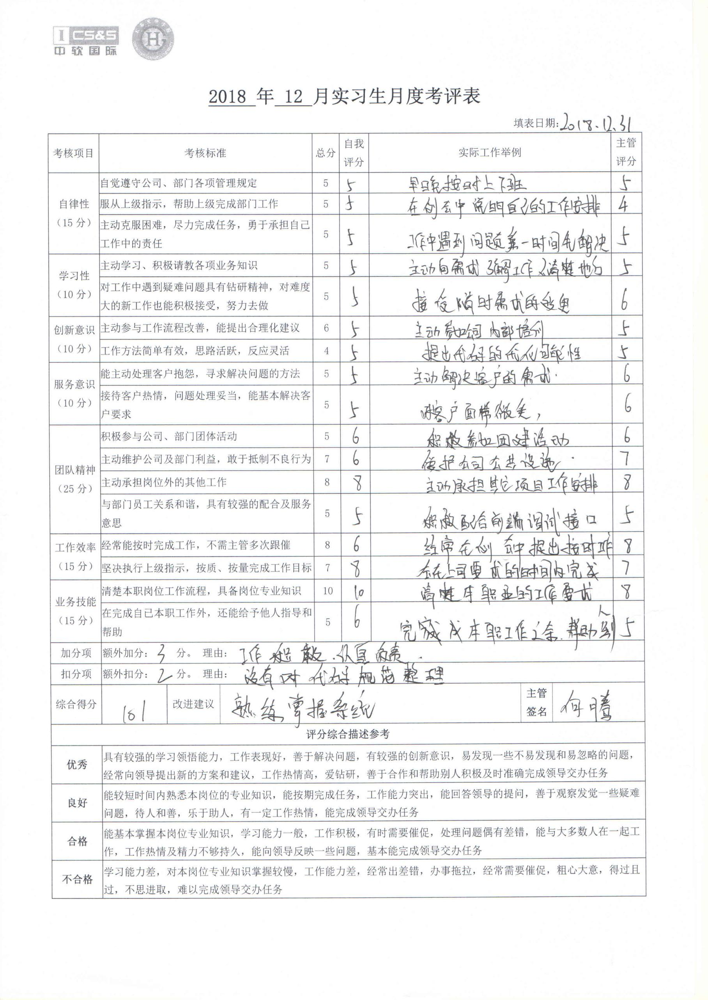 I CS&S
中软国际
H
2018 年 12 月实习生月度考评表
填表日期:2018.12.31
考核项目 考核标准 总分 自我评分 实际工作举例 主管评分
自律性（15分）
自觉遵守公司、部门各项管理规定 5 5 早晚按时上下班 5
服从上级指示，帮助上级完成部门工作 5 5 在例会中说明自己的工作安排 4
主动克服困难，尽力完成任务，勇于承担自己
工作中的责任 5 5 工作中遇到问题第一时间先解决 5
学习性（10分）
主动学习、积极请教各项业务知识 5 5 主动向需求了解工作 清楚 5
对工作中遇到疑难问题具有钻研精神，对难度
大的新工作也能积极接受，努力去做 5 5 接受随时需求的变更 6
创新意识（10分）
主动参与工作流程改善，能提出合理化建议 6 5 主动参加公司内部培训 5
工作方法简单有效，思路活跃，反应灵活 4 5 提出代码的优化可能性 5
服务意识（10分）
能主动处理客户抱怨，寻求解决问题的方法 5 5 主动解决客户的需求. 6
接待客户热情，问题处理妥当，能基本解决客
户要求 5 5 对客户面带微笑， 6
团队精神（25分）
积极参与公司、部门团体活动 5 6 积极参加团建活动 6
主动维护公司及部门利益，敢于抵制不良行为 7 6 护公司公共设施. 7
主动承担岗位外的其他工作 8 8 主动承担其它项目工作安排 8
与部门员工关系和谐，具有较强的配合及服务
意思 5 5 积极配合前端调试接口 5
工作效率（15分）
经常能按时完成工作，不需主管多次跟催 8 6 经常在例会中提出按时工作 8
坚决执行上级指示，按质、按量完成工作目标 7 8 会在上司要求的时间内完成 7
业务技能（15分）
清楚本职岗位工作流程，具备岗位专业知识 10 10 清楚本职业的工作要求 8
在完成自己本职工作外，还能给予他人指导和
帮助 5 6 完成本职工作之余.帮助别人 5
加分项 额外加分：3 分。 理由： 工作积极.认真负责.
扣分项 额外扣分：2 分。 理由： 没有对代码规范整理
综合得分 101 改进建议 熟练掌握系统 主管签名 何腾
评分综合描述参考
优秀 具有较强的学习领悟能力，工作表现好，善于解决问题，有较强的创新意识，易发现一些不易发现和易忽略的问题，
经常向领导提出新的方案和建议，工作热情高，爱钻研，善于合作和帮助别人积极及时准确完成领导交办任务
良好 能较短时间内熟悉本岗位的专业知识，能按期完成任务，工作能力突出，能回答领导的提问，善于观察发觉一些疑难
问题，待人和善，乐于助人，有一定工作热情，能完成领导交办任务
合格 能基本掌握本岗位专业知识，学习能力一般，工作积极，有时需要催促，处理问题偶有差错，能与大多数人在一起工
作，工作热情及精力不够持久，能向领导反映一些问题，基本能完成领导交办任务
不合格 学习能力差，对本岗位专业知识掌握较慢，工作能力差，经常出差错，办事拖拉，经常需要催促，粗心大意，得过且
过，不思进取，难以完成领导交办任务